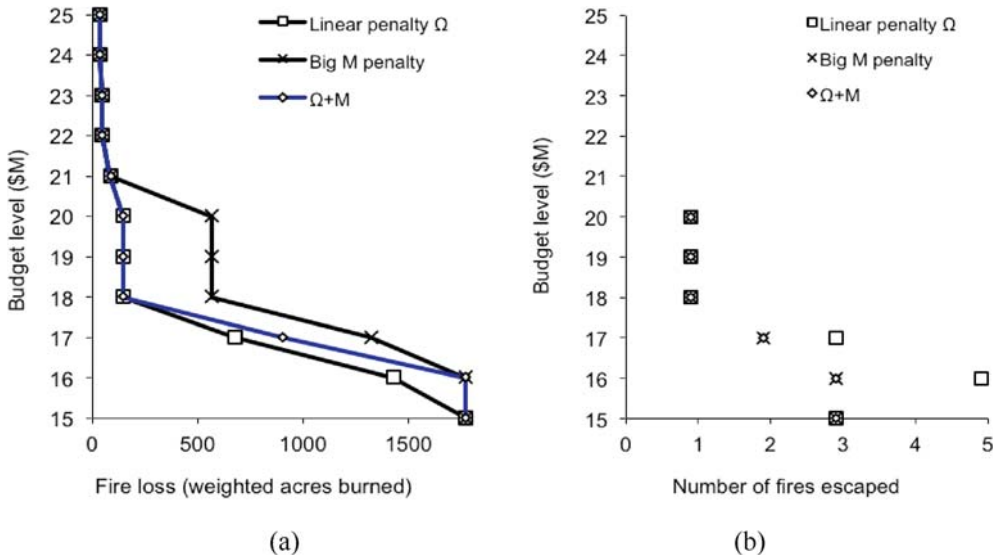 25
24
23
22
21
20
19
18
17
16
15
Budget level ($M)
0 500 1000 1500
Fire loss (weighted acres burned)
Linear penalty Ω
Big M penalty
Ω+M
(a)
25
24
23
22
21
20
19
18
17
16
15
Budget level ($M)
0 1 2 3 4 5
Number of fires escaped
Linear penalty Ω
Big M penalty
Ω+M
(b)